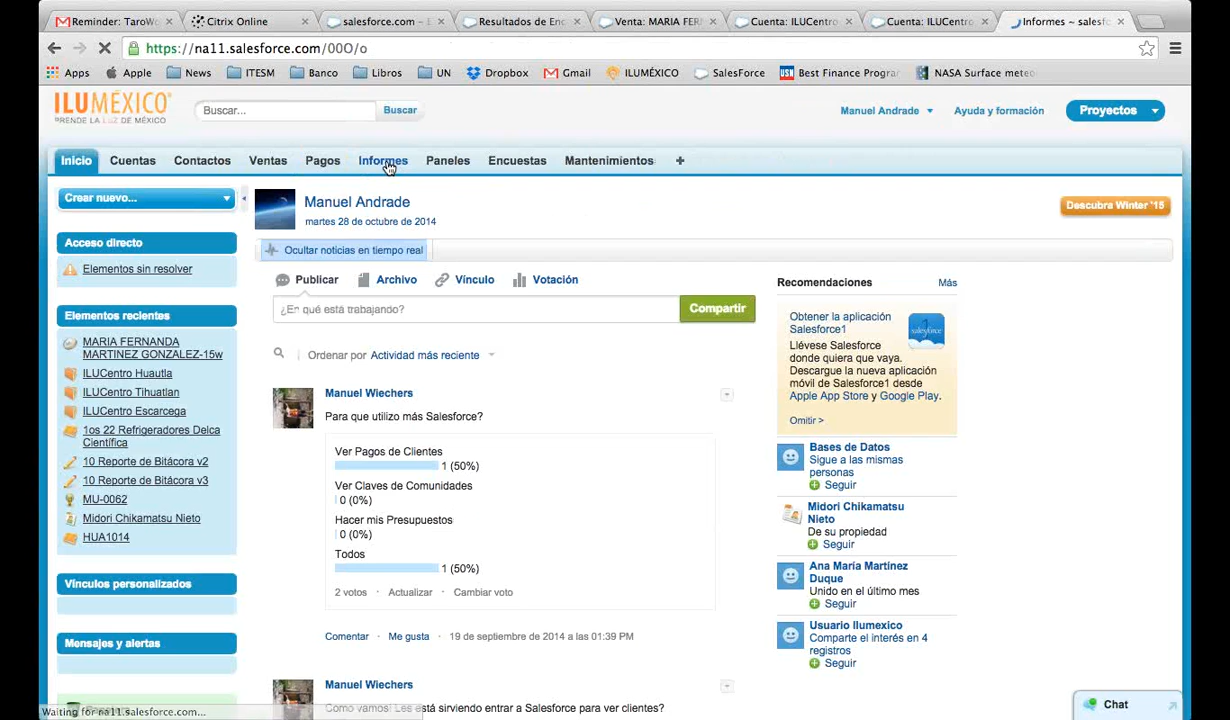 Reminder: TaroWo
Citrix Online
salesforce.com –
Resultados de En
Venta: MARIA FER
Cuenta: ILUCentro
Cuenta: ILUCentro
Informes ~ salesf
https://na11.salesforce.com/00O/o
Apps
Apple
News
ITESM
Banco
Libros
UN
Dropbox
Gmail
ILUMÉXICO
SalesForce
Best Finance Progra
NASA Surface meteo
ILUMÉXICO
PRENDE LA LUZ DE MÉXICO
Buscar...
Buscar
Manuel Andrade
Ayuda y formación
Proyectos
Inicio
Cuentas
Contactos
Ventas
Pagos
Informes
Paneles
Encuestas
Mantenimientos
+
Crear nuevo...
Acceso directo
Elementos sin resolver
Elementos recientes
MARIA FERNANDA
MARTINEZ GONZALEZ-15w
ILUCentro Huautla
ILUCentro Tihuatlan
ILUCentro Escarcega
1os 22 Refrigeradores Delca
Científica
10 Reporte de Bitácora v2
10 Reporte de Bitácora v3
MU-0062
Midori Chikamatsu Nieto
HUA1014
Vínculos personalizados
Mensajes y alertas
Waiting for na11.salesforce.com...
Manuel Andrade
martes 28 de octubre de 2014
Descubra Winter '15
Ocultar noticias en tiempo real
Publicar
Archivo
Vínculo
Votación
¿En qué está trabajando?
Compartir
Ordenar por Actividad más reciente
Manuel Wiechers
Para que utilizo más Salesforce?
Ver Pagos de Clientes
1 (50%)
Ver Claves de Comunidades
0 (0%)
Hacer mis Presupuestos
0 (0%)
Todos
1 (50%)
2 votos · Actualizar · Cambiar voto
Comentar · Me gusta · 19 de septiembre de 2014 a las 01:39 PM
Manuel Wiechers
Como vamos! Les está sirviendo entrar a Salesforce para ver clientes?
Recomendaciones
Más
Obtener la aplicación
Salesforce1
salesforce
Llévese Salesforce
donde quiera que vaya.
Descargue la nueva aplicación
móvil de Salesforce1 desde
Apple App Store y Google Play.
Omitir >
Bases de Datos
Sigue a las mismas
personas
Seguir
Midori Chikamatsu
Nieto
De su propiedad
Seguir
Ana María Martínez
Duque
Unido en el último mes
Seguir
Usuario Ilumexico
Comparte el interés en 4
registros
Seguir
Chat